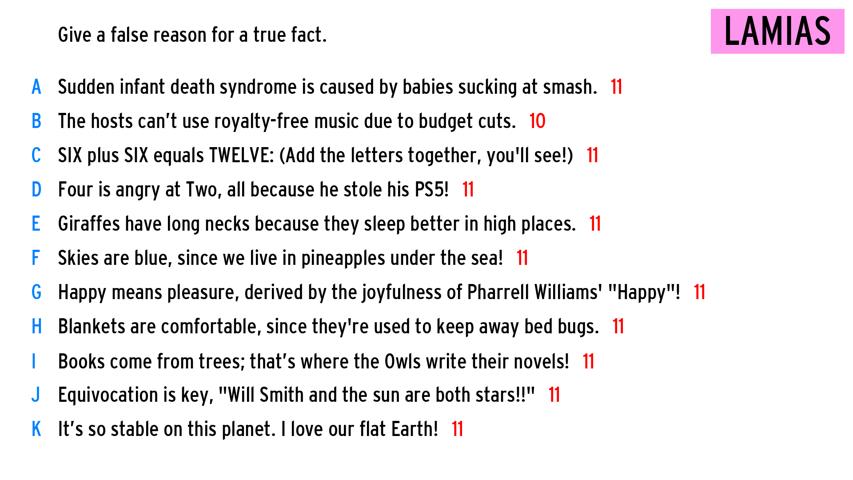 Give a false reason for a true fact.
LAMIAS
A Sudden infant death syndrome is caused by babies sucking at smash. 11
B The hosts can't use royalty-free music due to budget cuts. 10
C SIX plus SIX equals TWELVE: (Add the letters together, you'll see!) 11
D Four is angry at Two, all because he stole his PS5! 11
E Giraffes have long necks because they sleep better in high places. 11
F Skies are blue, since we live in pineapples under the sea! 11
G Happy means pleasure, derived by the joyfulness of Pharrell Williams' "Happy"! 11
H Blankets are comfortable, since they're used to keep away bed bugs. 11
I Books come from trees; that's where the Owls write their novels! 11
J Equivocation is key, "Will Smith and the sun are both stars!!" 11
K It's so stable on this planet. I love our flat Earth! 11